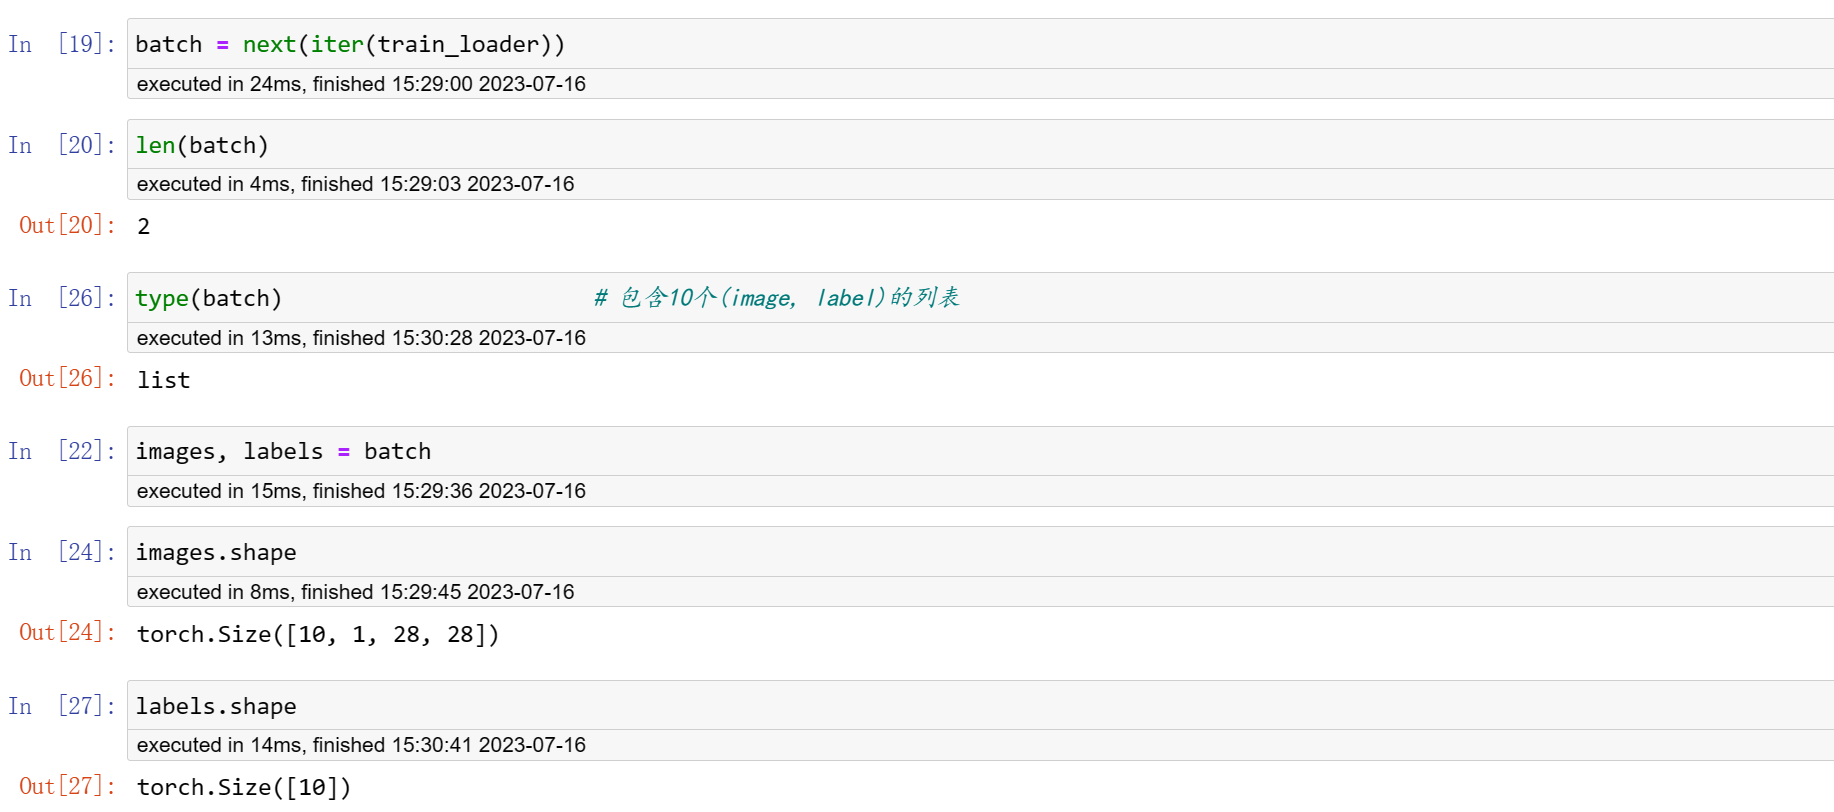 In [19]: batch = next(iter(train_loader))
executed in 24ms, finished 15:29:00 2023-07-16
In [20]: len(batch)
executed in 4ms, finished 15:29:03 2023-07-16
Out[20]: 2
In [26]: type(batch) # 包含10个(image, label)的列表
executed in 13ms, finished 15:30:28 2023-07-16
Out[26]: list
In [22]: images, labels = batch
executed in 15ms, finished 15:29:36 2023-07-16
In [24]: images.shape
executed in 8ms, finished 15:29:45 2023-07-16
Out[24]: torch.Size([10, 1, 28, 28])
In [27]: labels.shape
executed in 14ms, finished 15:30:41 2023-07-16
Out[27]: torch.Size([10])